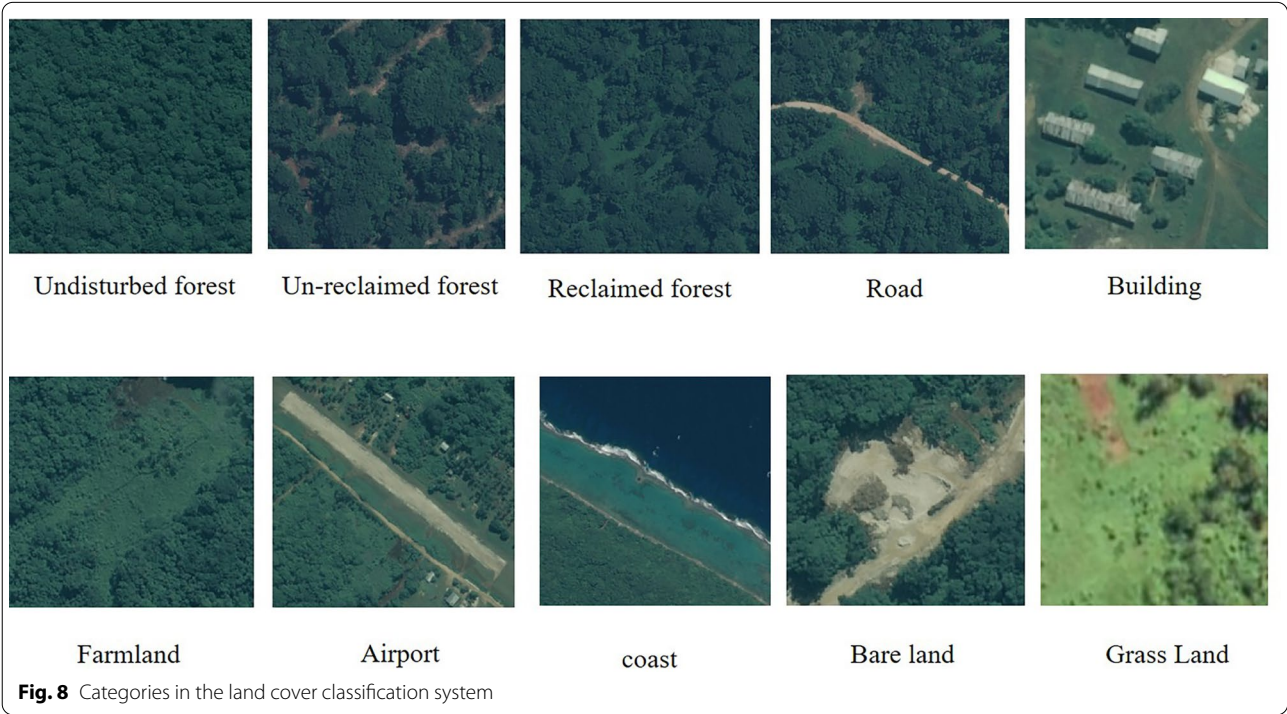 Undisturbed forest
Un-reclaimed forest
Reclaimed forest
Road
Building
Farmland
Airport
coast
Bare land
Grass Land
Fig. 8 Categories in the land cover classification system